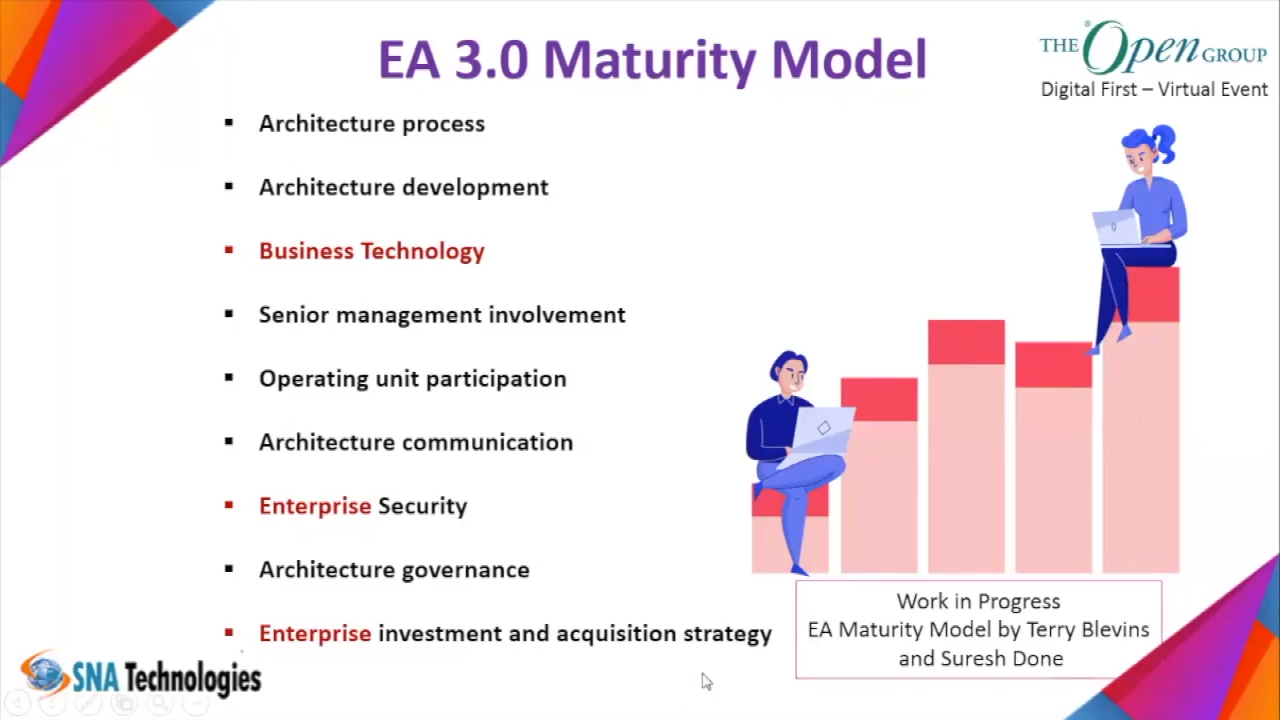 EA 3.0 Maturity Model
THE Open GROUP
Digital First – Virtual Event
▪ Architecture process
▪ Architecture development
▪ Business Technology
▪ Senior management involvement
▪ Operating unit participation
▪ Architecture communication
▪ Enterprise Security
▪ Architecture governance
▪ Enterprise investment and acquisition strategy
Work in Progress
EA Maturity Model by Terry Blevins
and Suresh Done
SNA Technologies